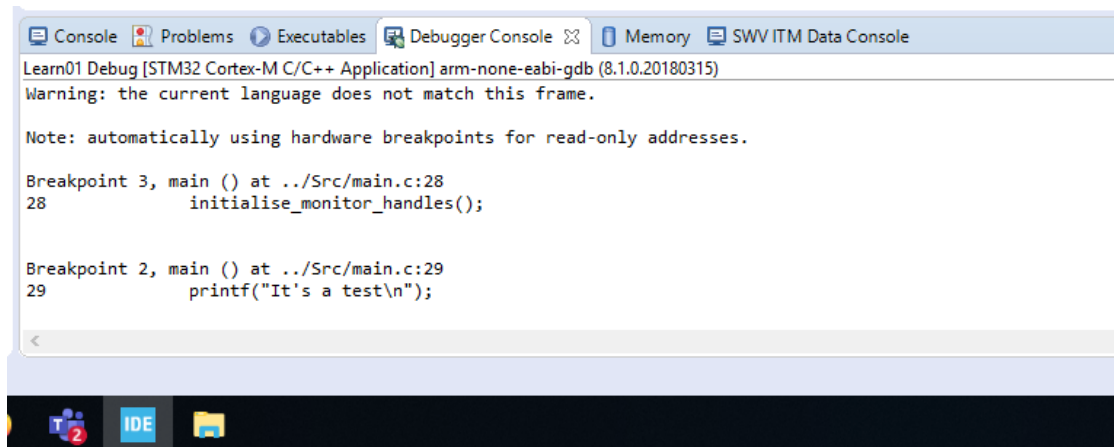 Console Problems Executables Debugger Console Memory SWV ITM Data Console
Learn01 Debug [STM32 Cortex-M C/C++ Application] arm-none-eabi-gdb (8.1.0.20180315)
Warning: the current language does not match this frame.
Note: automatically using hardware breakpoints for read-only addresses.
Breakpoint 3, main () at ../Src/main.c:28
28 initialise_monitor_handles();
Breakpoint 2, main () at ../Src/main.c:29
29 printf("It's a test\n");
T 2 IDE